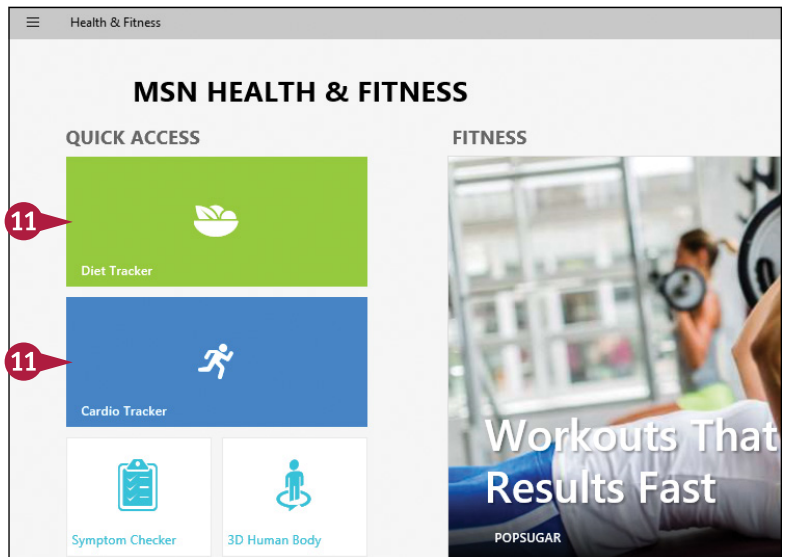 Health & Fitness
MSN HEALTH & FITNESS
QUICK ACCESS
11
Diet Tracker
11
Cardio Tracker
Symptom Checker
3D Human Body
FITNESS
Workouts That
Results Fast
POPSUGAR